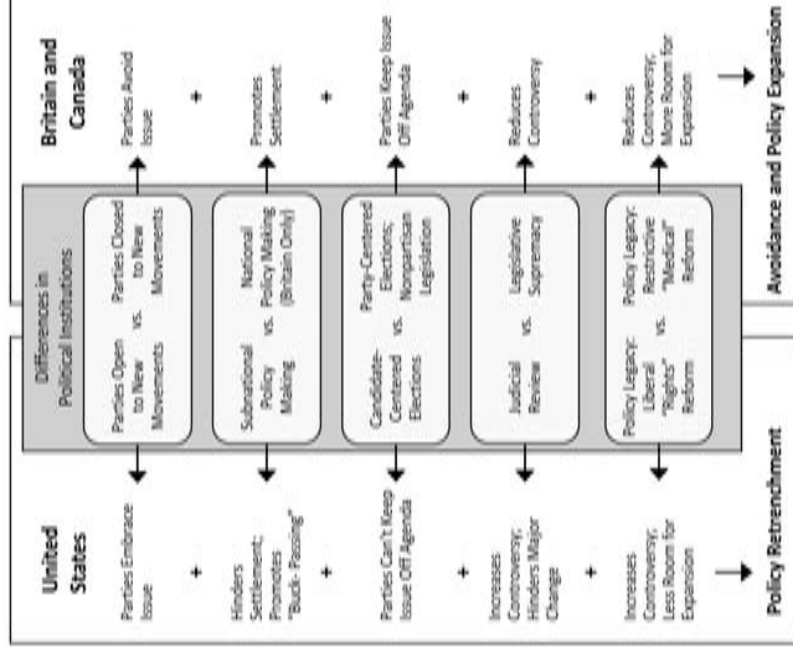 United
States
Differences in
Political Institutions
Britain and
Canada
Parties Embrace
Issue
Parties Open
to New
Movements
vs.
Parties Closed
to New
Movements
Parties Avoid
Issue
+
+
Hinders
Settlement;
Promotes
"Buck- Passing"
Subnational
Policy
Making
vs.
National
Policy Making
(Britain Only)
Promotes
Settlement
+
+
Parties Can't Keep
Issue Off Agenda
Candidate-
Centered
Elections
vs.
Party-Centered
Elections;
Nonpartisan
Legislation
Parties Keep Issue
Off Agenda
+
+
Increases
Controversy;
Hinders Major
Change
Judicial
Review
vs.
Legislative
Supremacy
Reduces
Controversy
+
+
Increases
Controversy;
Less Room for
Expansion
Policy Legacy:
Liberal
"Rights"
Reform
vs.
Policy Legacy:
Restrictive
"Medical"
Reform
Reduces
Controversy;
More Room for
Expansion
Policy Retrenchment
Avoidance and Policy Expansion